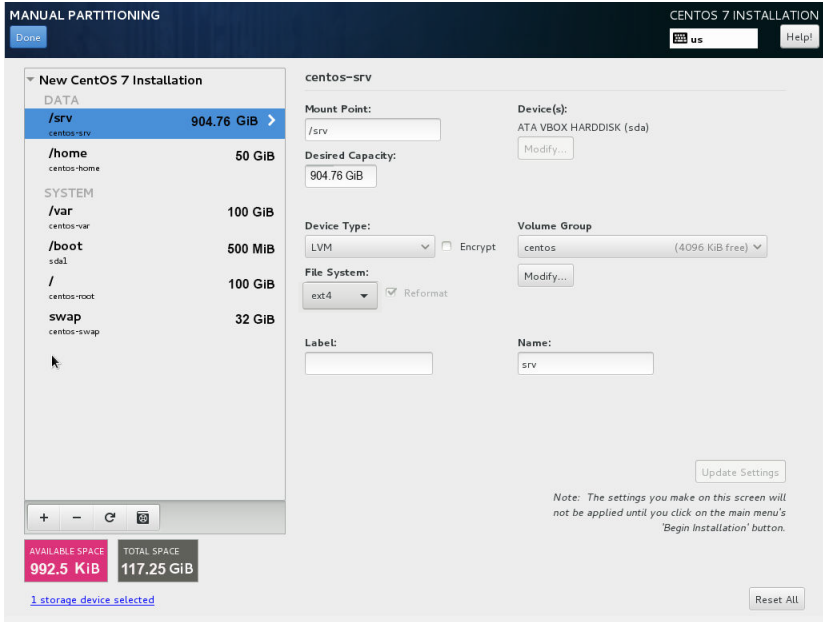 MANUAL PARTITIONING
CENTOS 7 INSTALLATION
Done
us
Help!
New CentOS 7 Installation
DATA
/srv 904.76 GiB
centos-srv
/home 50 GiB
centos-home
SYSTEM
/var 100 GiB
centos-var
/boot 500 MiB
sda1
/ 100 GiB
centos-root
swap 32 GiB
centos-swap
+ −
AVAILABLE SPACE
992.5 KiB
TOTAL SPACE
117.25 GiB
1 storage device selected
centos-srv
Mount Point:
/srv
Desired Capacity:
904.76 GiB
Device(s):
ATA VBOX HARDDISK (sda)
Modify...
Device Type:
LVM
Encrypt
File System:
ext4
Reformat
Volume Group
centos (4096 KiB free)
Modify...
Label:
Name:
srv
Update Settings
Note: The settings you make on this screen will
not be applied until you click on the main menu's
'Begin Installation' button.
Reset All